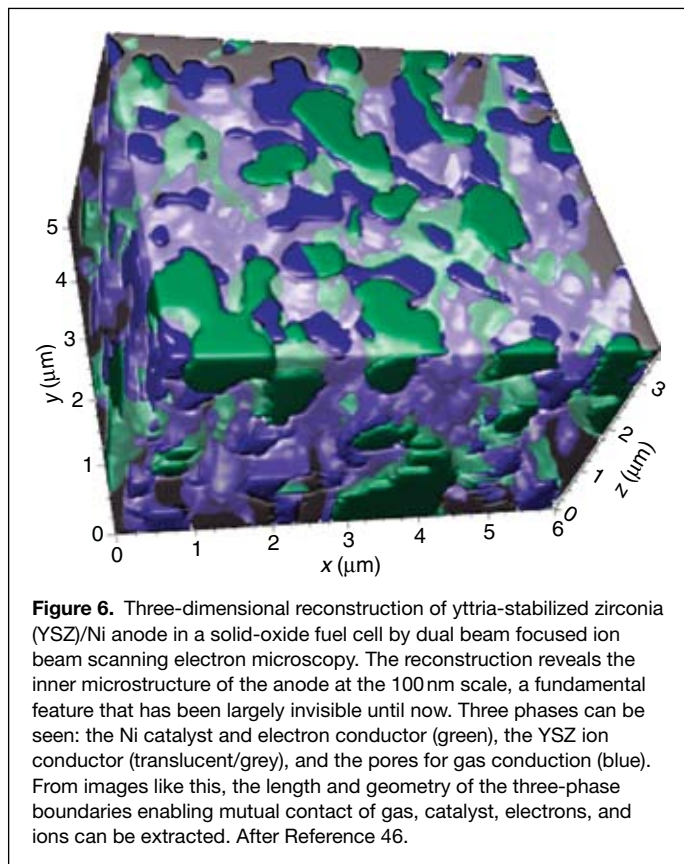 5
4
3
2
1
0
y (μm)
0
1
2
3
4
5
6
x (μm)
0
1
2
3
z (μm)
Figure 6. Three-dimensional reconstruction of yttria-stabilized zirconia
(YSZ)/Ni anode in a solid-oxide fuel cell by dual beam focused ion
beam scanning electron microscopy. The reconstruction reveals the
inner microstructure of the anode at the 100 nm scale, a fundamental
feature that has been largely invisible until now. Three phases can be
seen: the Ni catalyst and electron conductor (green), the YSZ ion
conductor (translucent/grey), and the pores for gas conduction (blue).
From images like this, the length and geometry of the three-phase
boundaries enabling mutual contact of gas, catalyst, electrons, and
ions can be extracted. After Reference 46.